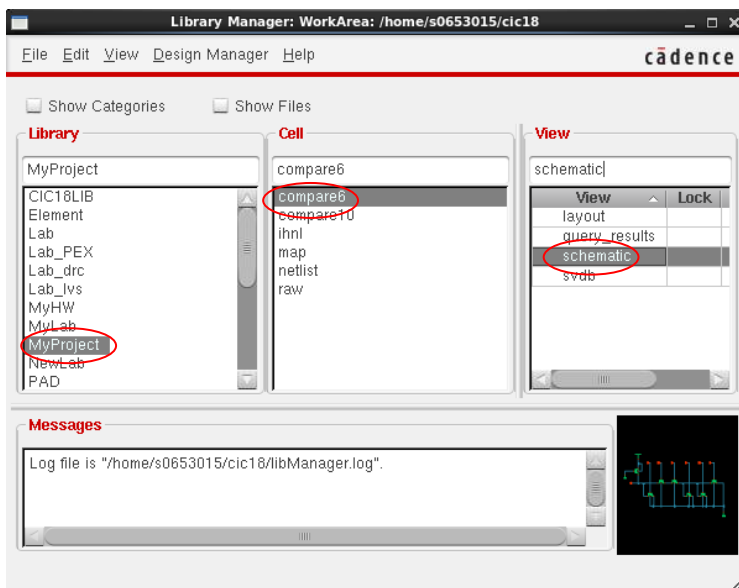 Library Manager: WorkArea: /home/s0653015/cic18
File Edit View Design Manager Help
cādence
Show Categories Show Files
Library
MyProject
CIC18LIB
Element
Lab
Lab_PEX
Lab_drc
Lab_lvs
MyHW
MyLab
MyProject
NewLab
PAD
Cell
compare6
compare6
compare10
ihnl
map
netlist
raw
View
schematic
View Lock
layout
query_results
schematic
svdb
Messages
Log file is "/home/s0653015/cic18/libManager.log".